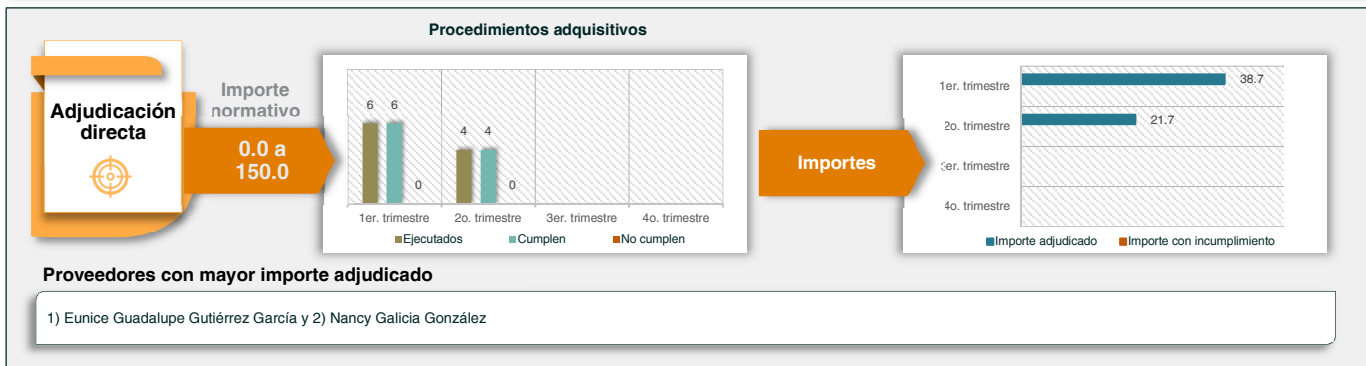 Procedimientos adquisitivos
Adjudicación
directa
Importe
normativo
0.0 a
150.0
6 6
0
4 4
0
1er. trimestre 2o. trimestre 3er. trimestre 4o. trimestre
Ejecutados Cumplen No cumplen
Importes
1er. trimestre 38.7
2o. trimestre 21.7
3er. trimestre
4o. trimestre
Importe adjudicado Importe con incumplimiento
Proveedores con mayor importe adjudicado
1) Eunice Guadalupe Gutiérrez García y 2) Nancy Galicia González